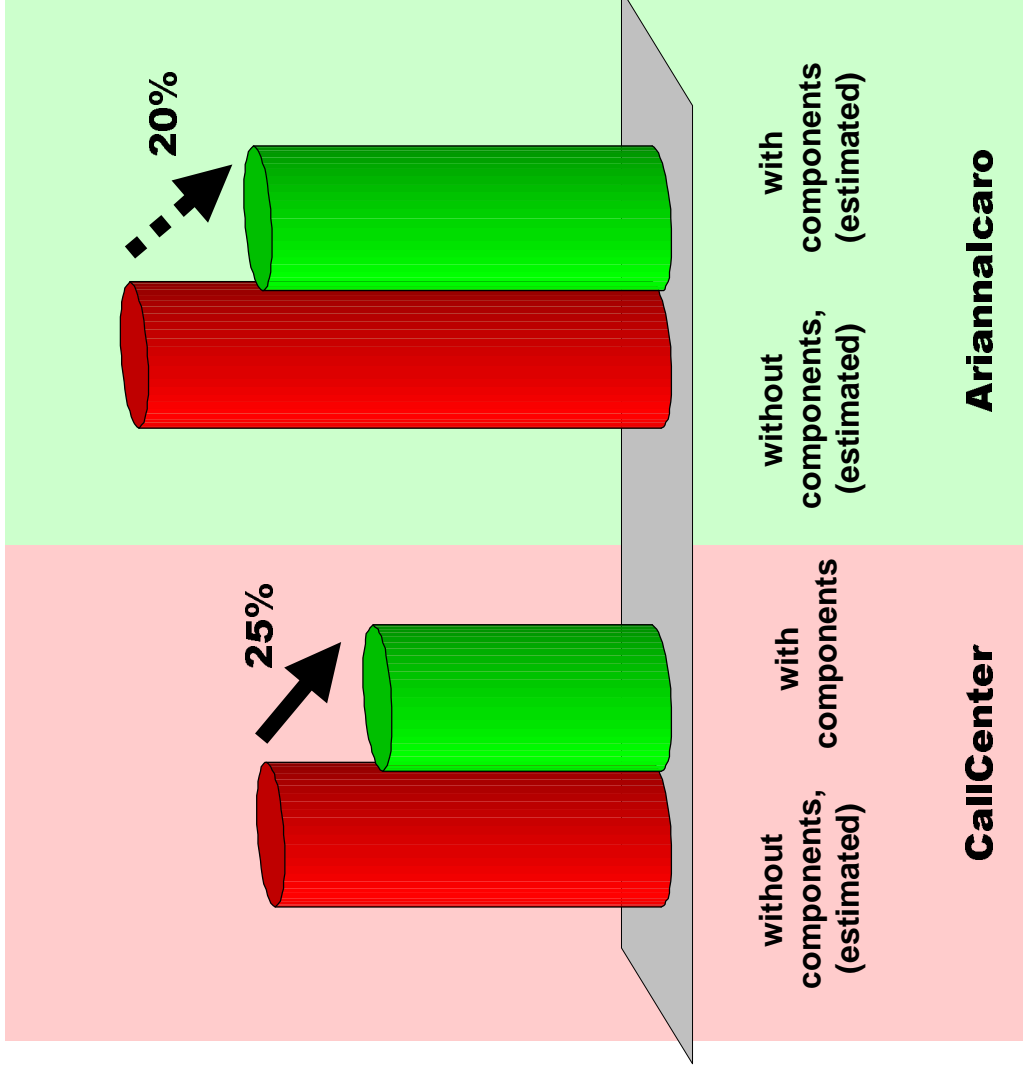 25%
20%
without
components,
(estimated)
with
components
without
components,
(estimated)
with
components
(estimated)
CallCenter
AriannaIcaro